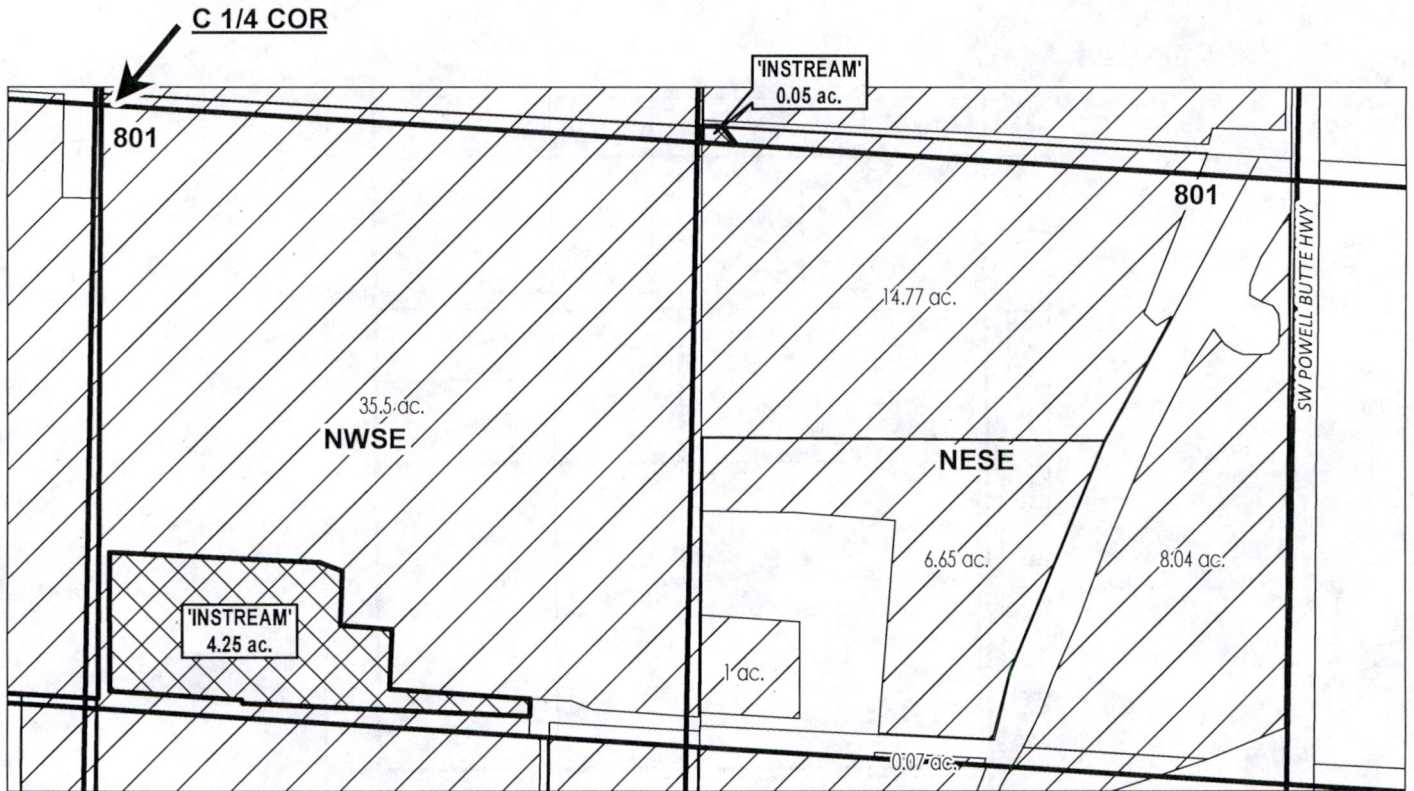 C 1/4 COR
'INSTREAM'
0.05 ac.
801
801
SW POWELL BUTTE HWY
14.77 ac.
35.5 ac.
NWSE
NESE
6.65 ac.
8.04 ac.
'INSTREAM'
4.25 ac.
1 ac.
0.07 ac.